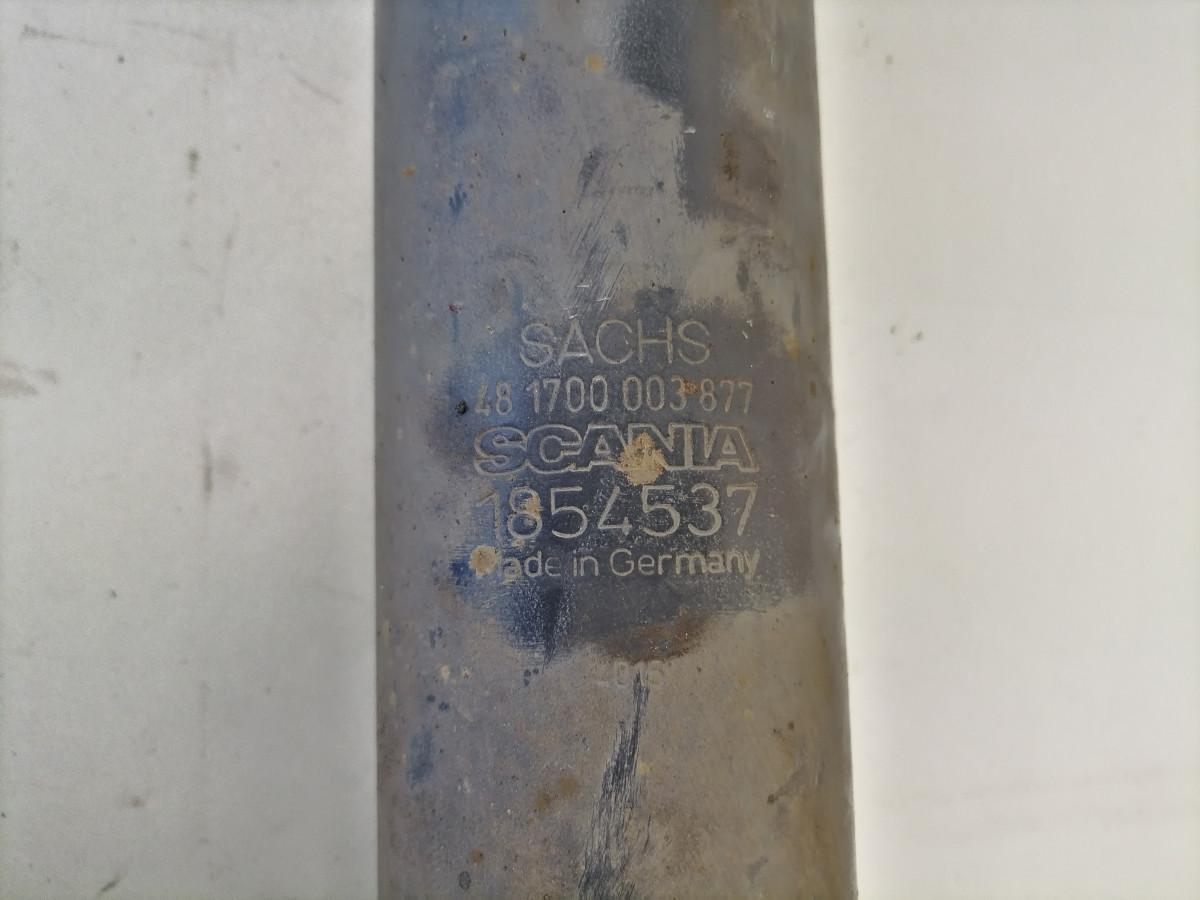 SACHS
48 1700 003 877
SCANIA
1854537
Made in Germany